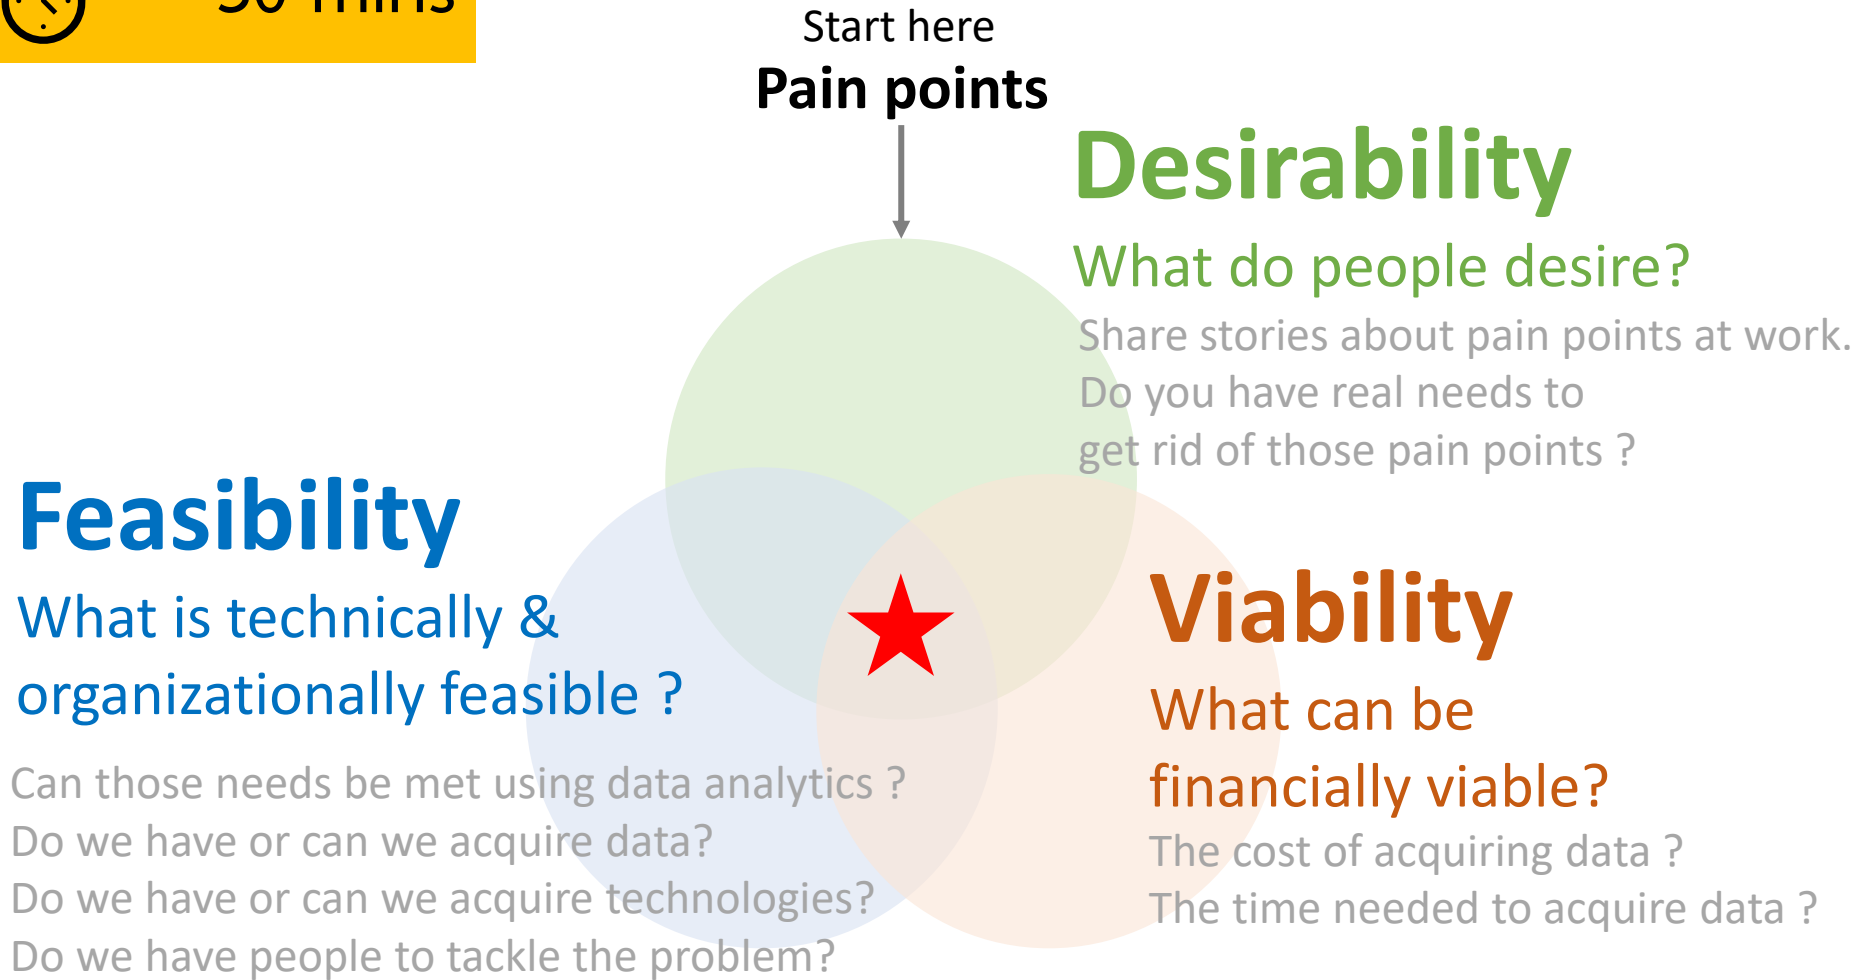 mins
Start here
Pain points
Desirability
What do people desire?
Share stories about pain points at work.
Do you have real needs to
get rid of those pain points ?
Feasibility
What is technically &
organizationally feasible ?
Can those needs be met using data analytics ?
Do we have or can we acquire data?
Do we have or can we acquire technologies?
Do we have people to tackle the problem?
Viability
What can be
financially viable?
The cost of acquiring data ?
The time needed to acquire data ?